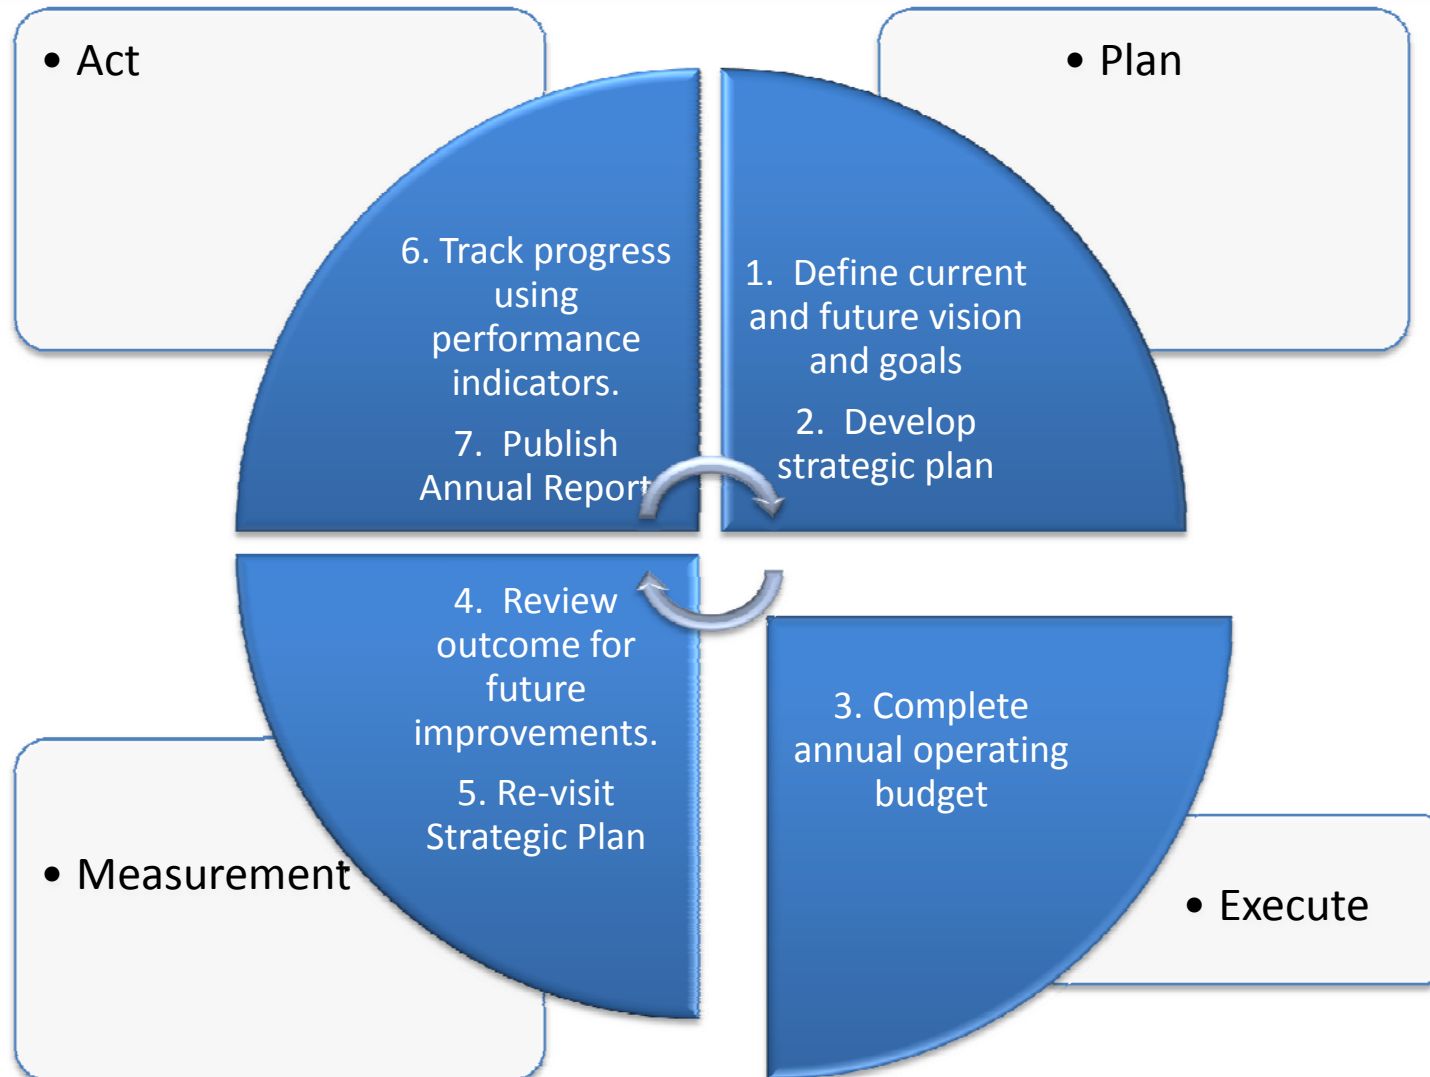 • Act
• Plan
6. Track progress
using
performance
indicators.
7.  Publish
Annual Report
1.  Define current
and future vision
and goals
2.  Develop
strategic plan
4.  Review
outcome for
future
improvements.
5. Re-visit
Strategic Plan
3. Complete
annual operating
budget
• Measurement
• Execute